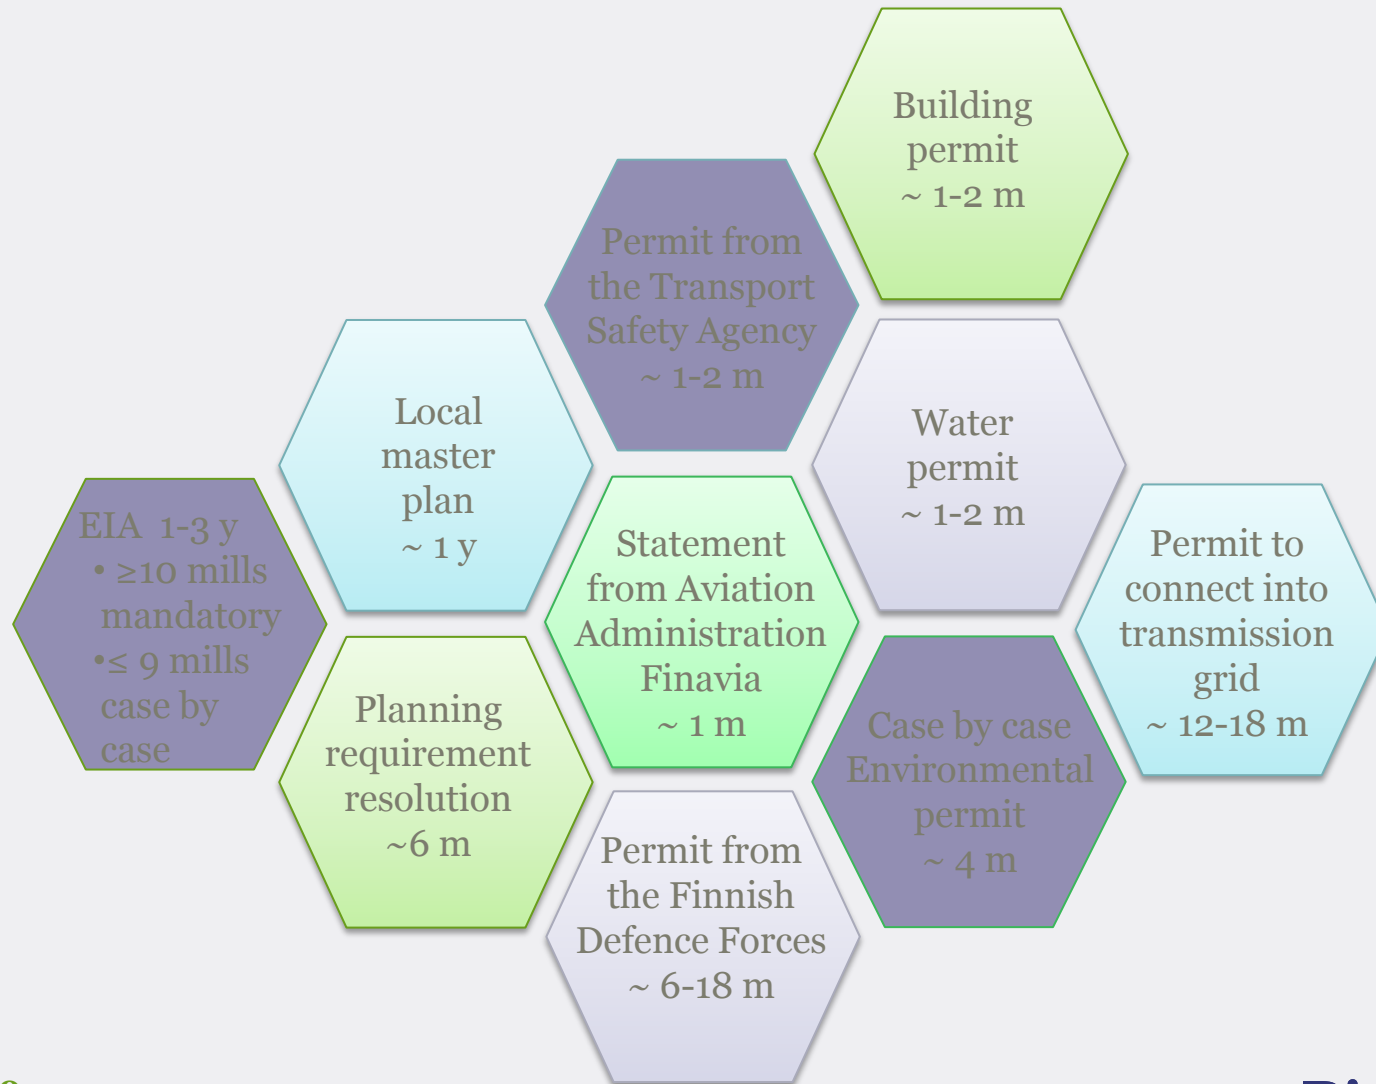 Building
permit
~ 1-2 m
Permit from
the Transport
Safety Agency
~ 1-2 m
Local
master
plan
~ 1 y
Water
permit
~ 1-2 m
EIA 1-3 y
• ≥10 mills
mandatory
•≤ 9 mills
case by
case
Statement
from Aviation
Administration
Finavia
~ 1 m
Permit to
connect into
transmission
grid
~ 12-18 m
Planning
requirement
resolution
~6 m
Case by case
Environmental
permit
~ 4 m
Permit from
the Finnish
Defence Forces
~ 6-18 m